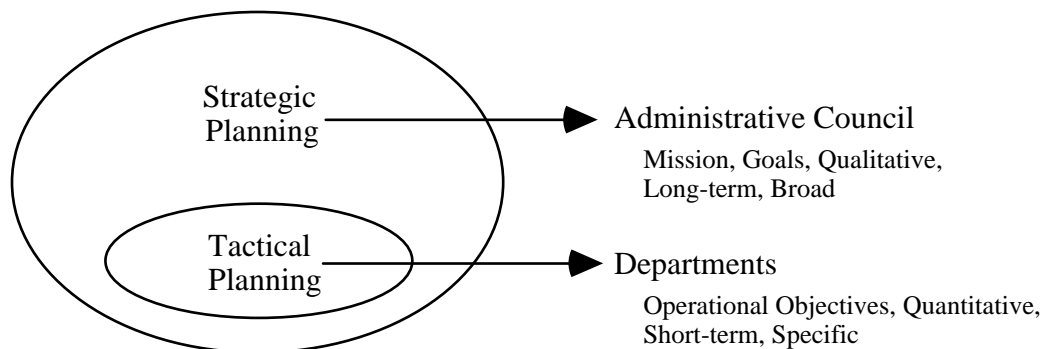 Strategic
Planning
Administrative Council
Mission, Goals, Qualitative,
Long-term, Broad
Tactical
Planning
Departments
Operational Objectives, Quantitative,
Short-term, Specific